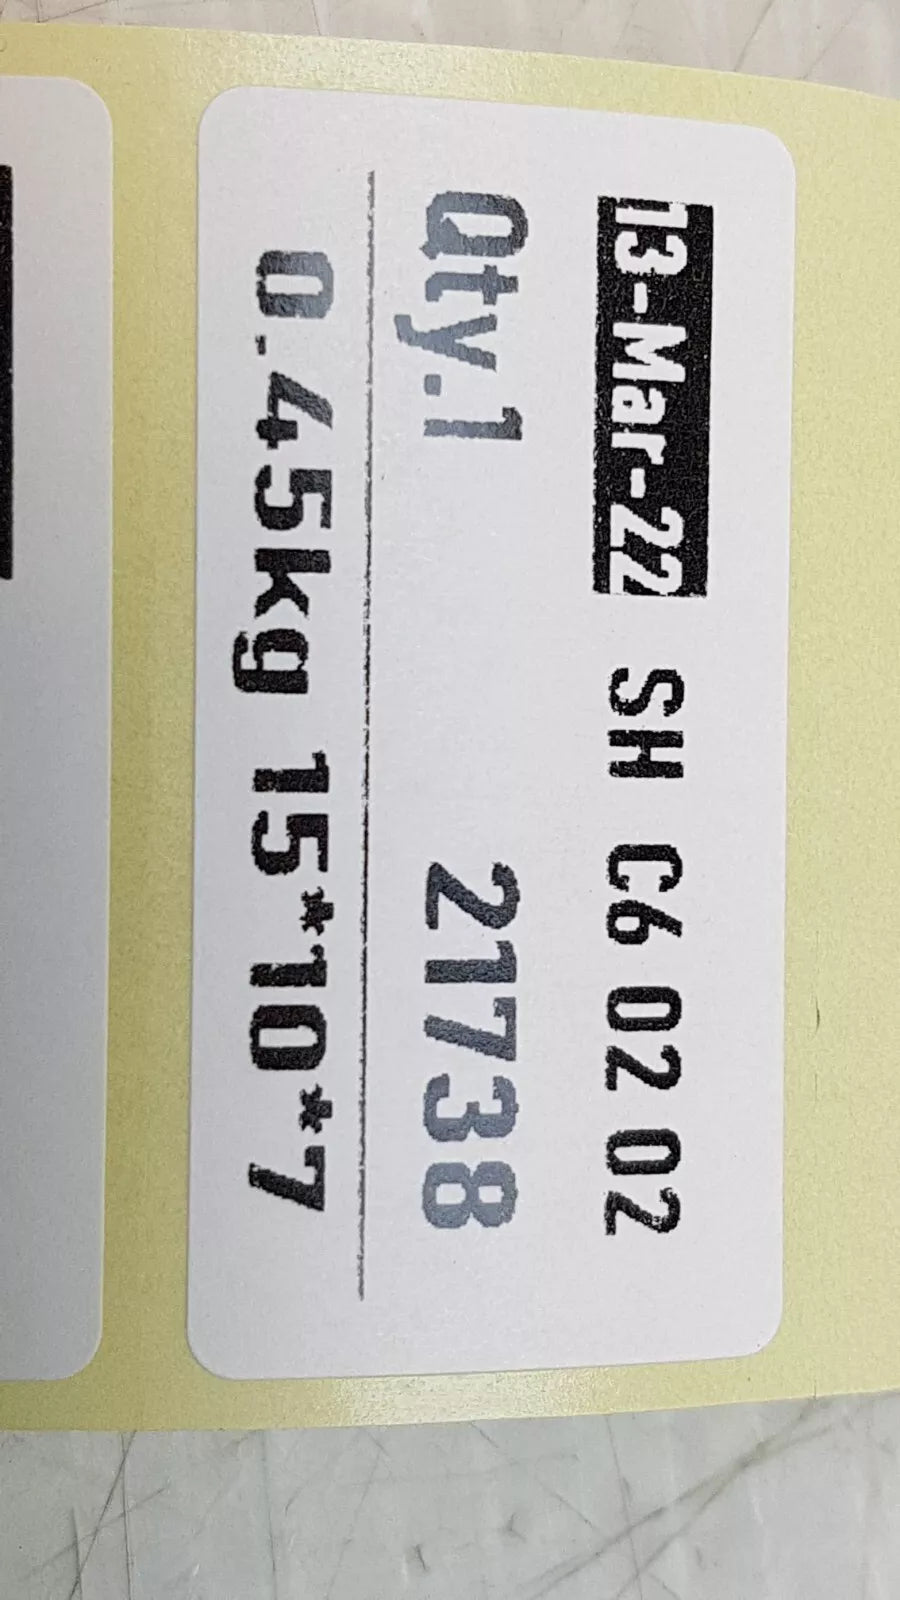 13-Mar-22 SH C6 02 02
Qty.1 21738
0.45kg 15*10*7